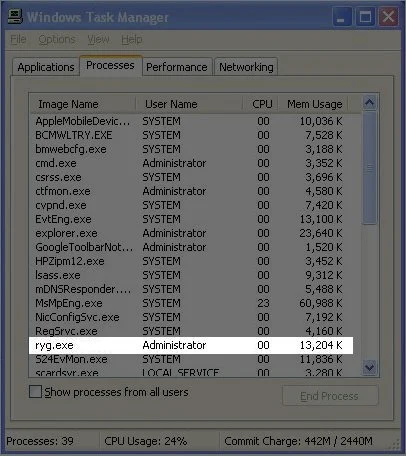 Windows Task Manager
File Options View Help
Applications Processes Performance Networking
Image Name User Name CPU Mem Usage
AppleMobileDevic... SYSTEM 00 10,036 K
BCMWLTRY.EXE SYSTEM 00 7,528 K
bmwebcfg.exe SYSTEM 00 3,188 K
cmd.exe Administrator 00 3,352 K
csrss.exe SYSTEM 00 3,696 K
ctfmon.exe Administrator 00 4,580 K
cvpnd.exe SYSTEM 00 7,420 K
EvtEng.exe SYSTEM 00 13,100 K
explorer.exe Administrator 00 23,640 K
GoogleToolbarNot... Administrator 00 1,520 K
HPZipm12.exe SYSTEM 00 3,452 K
lsass.exe SYSTEM 00 9,312 K
mDNSResponder.... SYSTEM 00 5,488 K
MsMpEng.exe SYSTEM 23 60,988 K
NicConfigSvc.exe SYSTEM 00 7,192 K
RegSrvc.exe SYSTEM 00 4,160 K
ryg.exe Administrator 00 13,204 K
S24EvMon.exe SYSTEM 00 11,836 K
scardsvr.exe LOCAL SERVICE 00 3,280 K
Show processes from all users End Process
Processes: 39 CPU Usage: 24% Commit Charge: 442M / 2440M